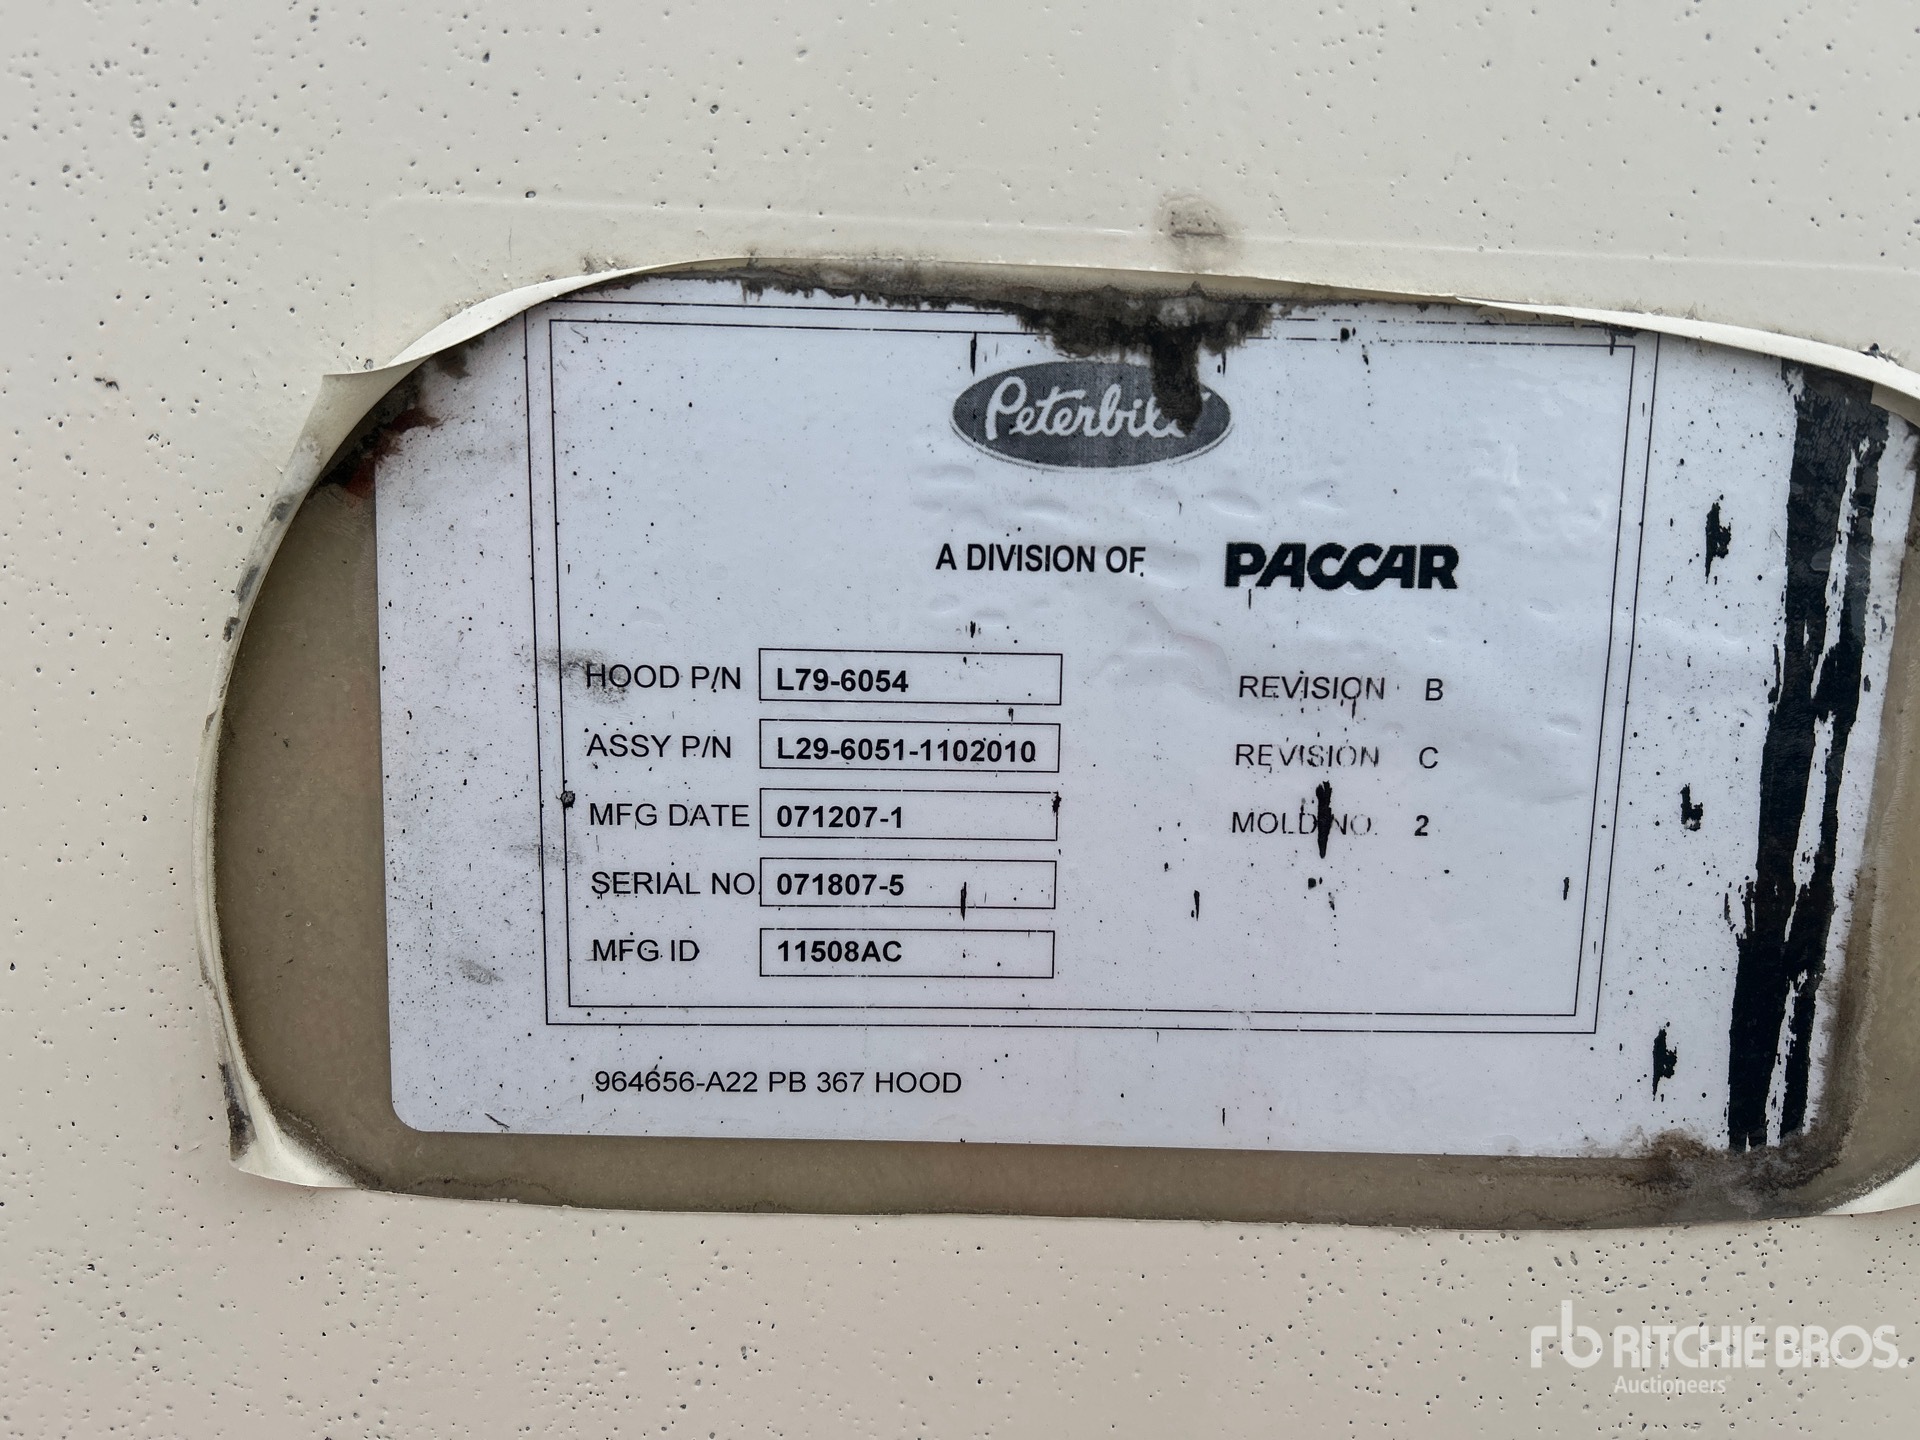 Peterbilt
A DIVISION OF PACCAR
HOOD P/N L79-6054 REVISION B
ASSY P/N L29-6051-1102010 REVISION C
MFG DATE 071207-1 MOLD NO. 2
SERIAL NO. 071807-5
MFG ID 11508AC
964656-A22 PB 367 HOOD
rb RITCHIE BROS.
Auctioneers